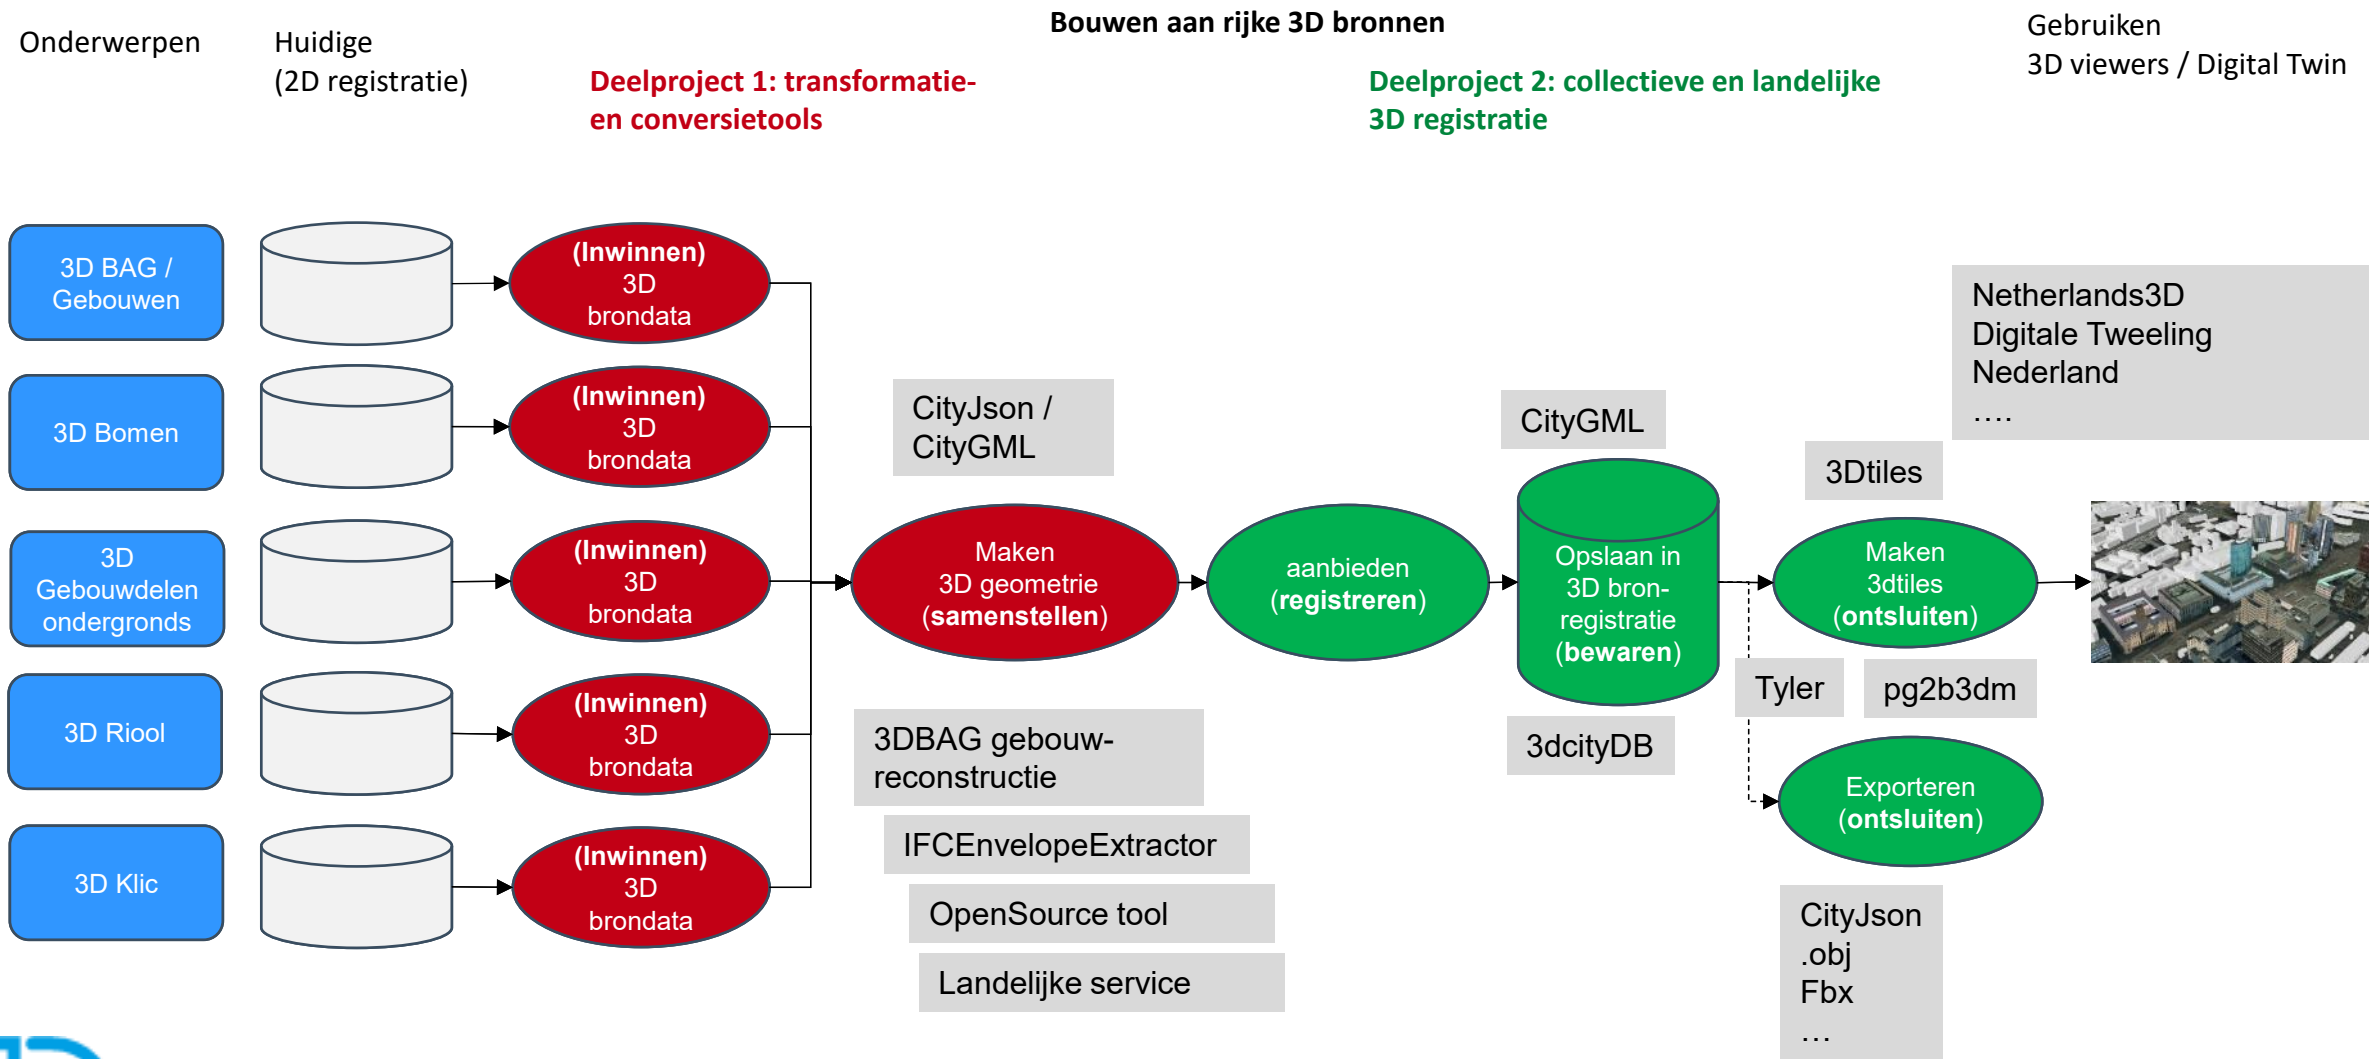 Bouwen aan rijke 3D bronnen
Onderwerpen
Huidige
(2D registratie)
Deelproject 1: transformatie-
en conversietools
Deelproject 2: collectieve en landelijke
3D registratie
Gebruiken
3D viewers / Digital Twin
3D BAG /
Gebouwen
(Inwinnen)
3D
brondata
3D Bomen
(Inwinnen)
3D
brondata
3D
Gebouwdelen
ondergronds
(Inwinnen)
3D
brondata
3D Riool
(Inwinnen)
3D
brondata
3D Klic
(Inwinnen)
3D
brondata
CityJson /
CityGML
Maken
3D geometrie
(samenstellen)
3DBAG gebouw-
reconstructie
IFCEnvelopeExtractor
OpenSource tool
Landelijke service
aanbieden
(registreren)
CityGML
Opslaan in
3D bron-
registratie
(bewaren)
3dcityDB
3Dtiles
Maken
3dtiles
(ontsluiten)
Tyler
pg2b3dm
Exporteren
(ontsluiten)
CityJson
.obj
Fbx
…
Netherlands3D
Digitale Tweeling
Nederland
….